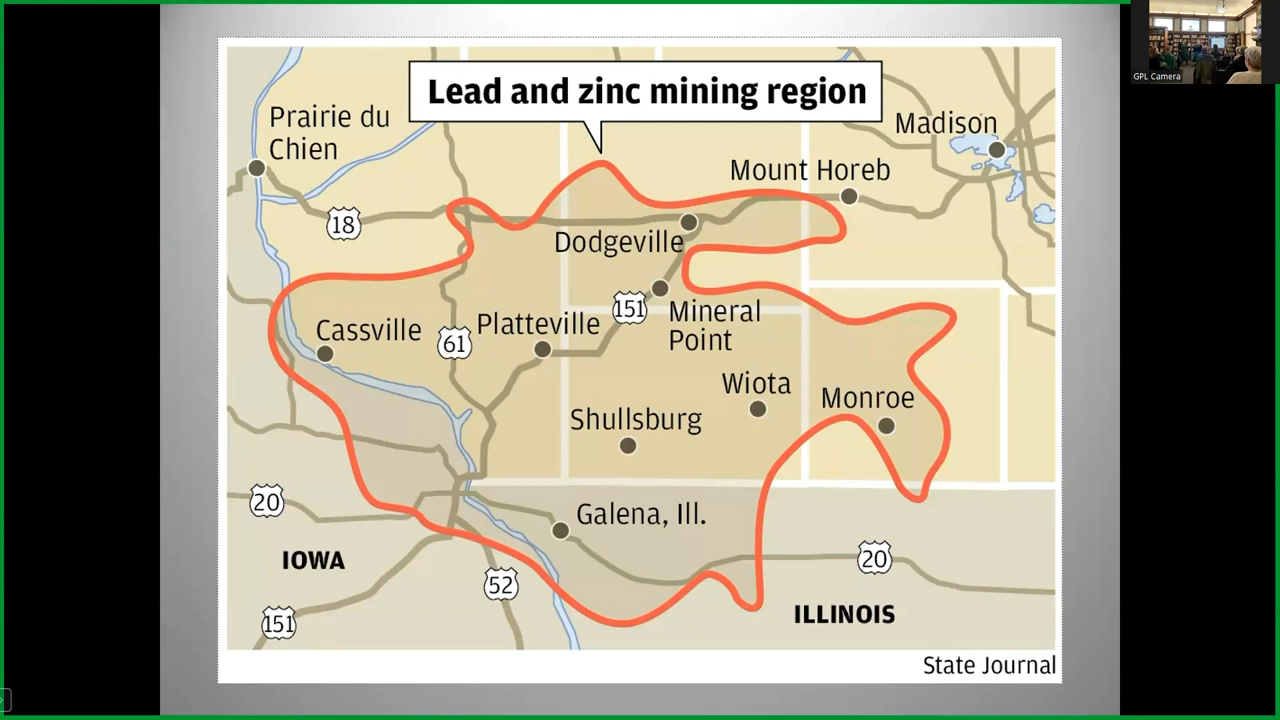 GPL Camera
Lead and zinc mining region
Prairie du
Chien
Madison
Mount Horeb
18
Dodgeville
151
Mineral
Point
Cassville
61
Platteville
Wiota
Monroe
Shullsburg
20
Galena, Ill.
IOWA
52
20
151
ILLINOIS
State Journal